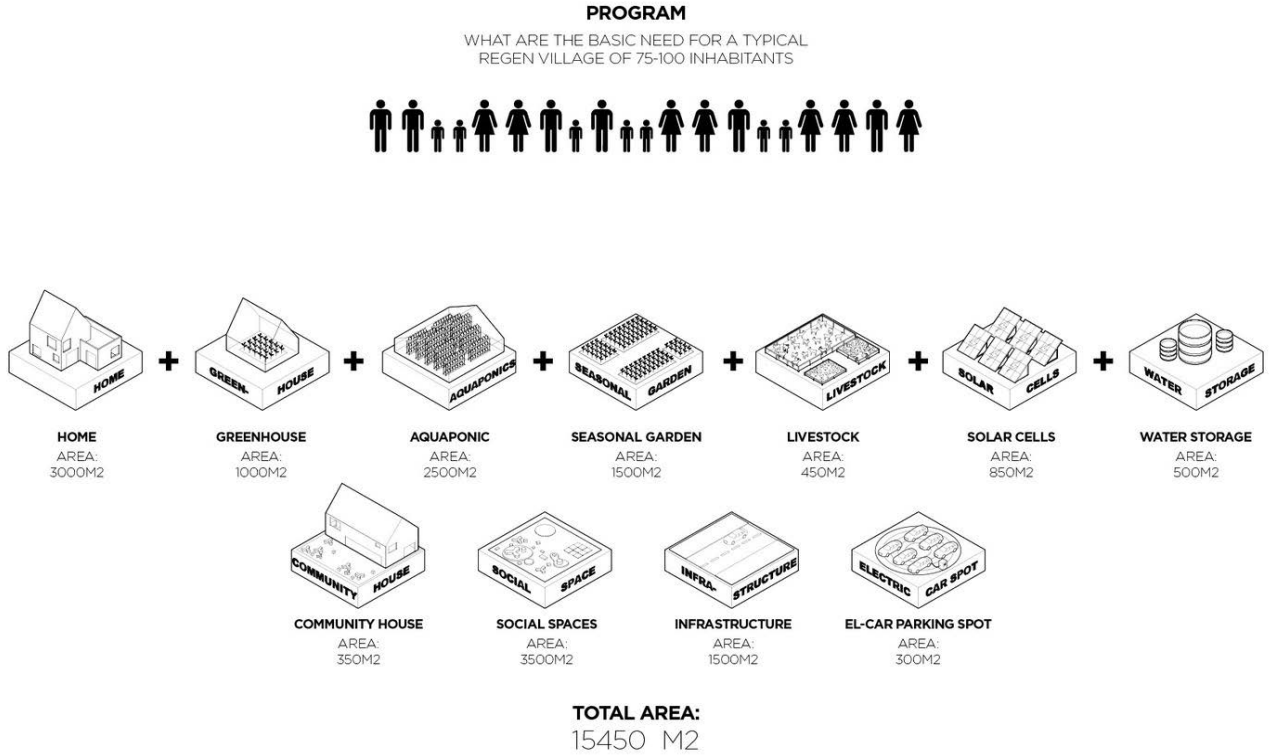 PROGRAM
WHAT ARE THE BASIC NEED FOR A TYPICAL
REGEN VILLAGE OF 75-100 INHABITANTS
HOME
GREEN- HOUSE
AQUAPONICS
SEASONAL GARDEN
LIVESTOCK
SOLAR CELLS
WATER STORAGE
HOME
AREA:
3000M2
GREENHOUSE
AREA:
1000M2
AQUAPONIC
AREA:
2500M2
SEASONAL GARDEN
AREA:
1500M2
LIVESTOCK
AREA:
450M2
SOLAR CELLS
AREA:
850M2
WATER STORAGE
AREA:
500M2
COMMUNITY HOUSE
SOCIAL SPACE
INFRA- STRUCTURE
ELECTRIC CAR SPOT
COMMUNITY HOUSE
AREA:
350M2
SOCIAL SPACES
AREA:
3500M2
INFRASTRUCTURE
AREA:
1500M2
EL-CAR PARKING SPOT
AREA:
300M2
TOTAL AREA:
15450 M2